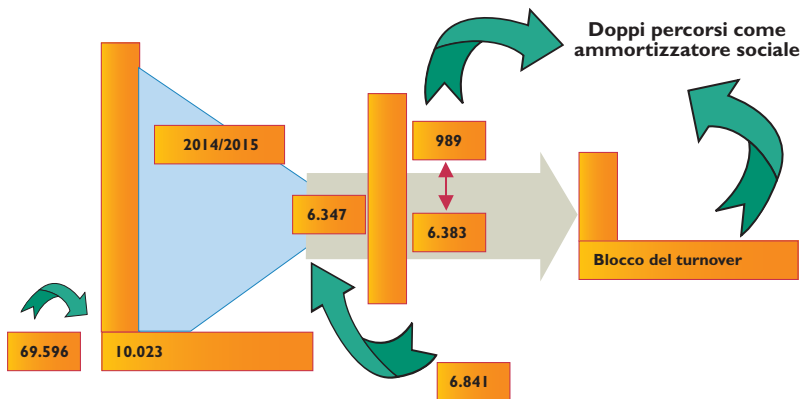 Doppi percorsi come
ammortizzatore sociale
2014/2015
989
6.347
6.383
Blocco del turnover
69.596
10.023
6.841